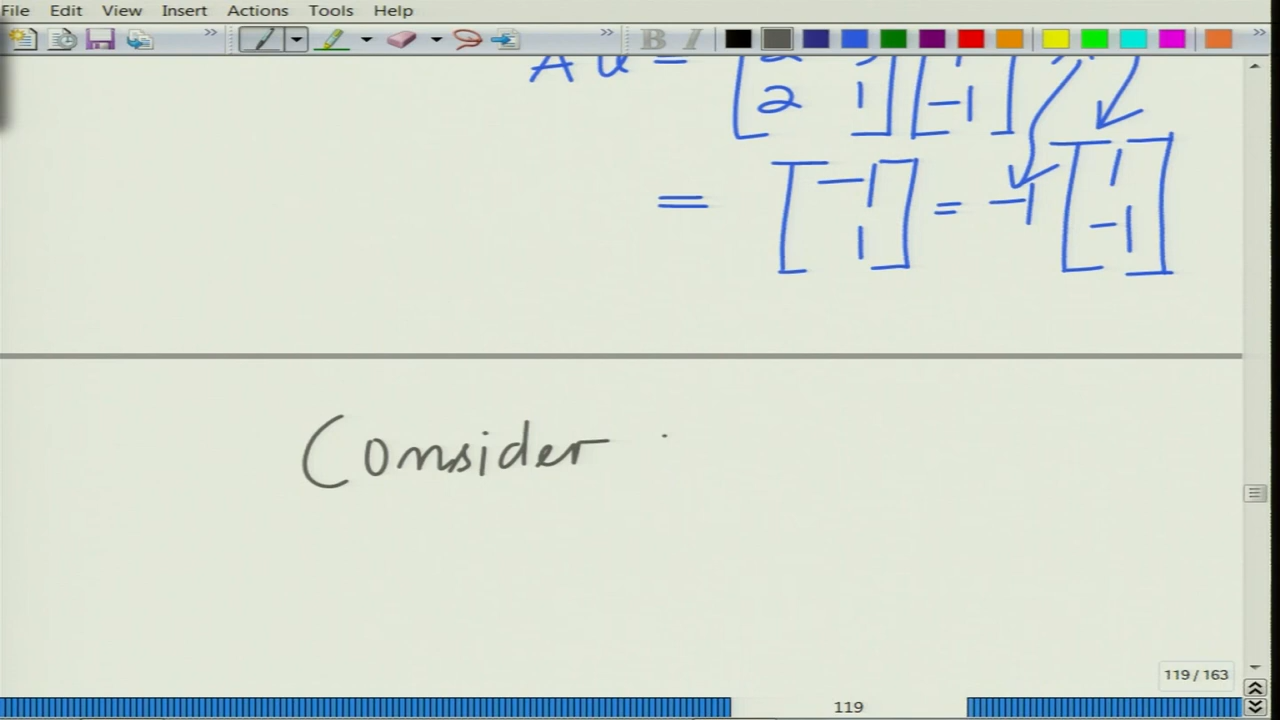 File Edit View Insert Actions Tools Help
B I
A u =
2 1 -1
= [ -1 1 ] = -1 [ 1 -1 ]
Consider
119 / 163
119